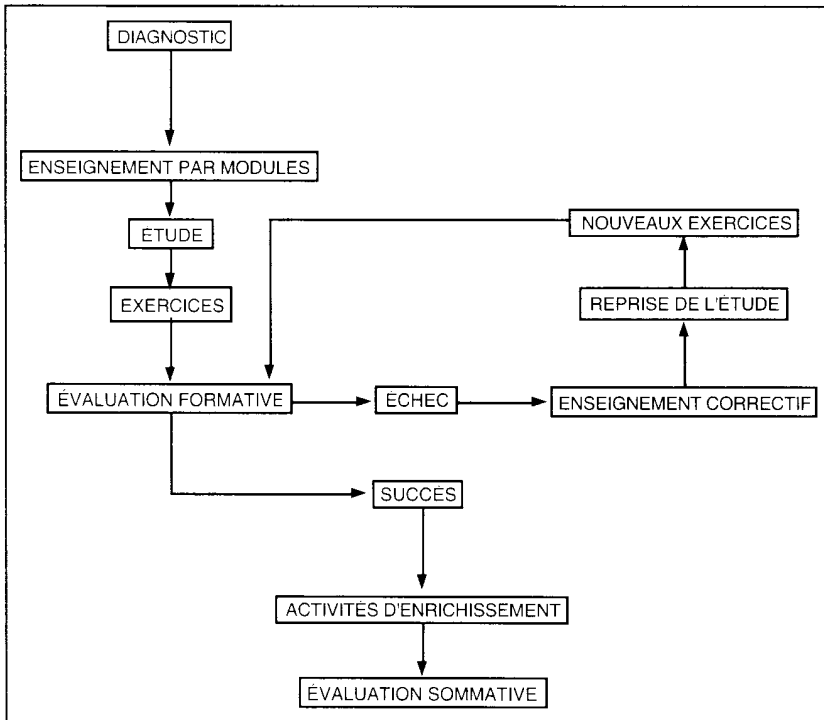 DIAGNOSTIC
ENSEIGNEMENT PAR MODULES
ÉTUDE
EXERCICES
ÉVALUATION FORMATIVE
ÉCHEC
ENSEIGNEMENT CORRECTIF
REPRISE DE L'ÉTUDE
NOUVEAUX EXERCICES
SUCCÈS
ACTIVITÉS D'ENRICHISSEMENT
ÉVALUATION SOMMATIVE